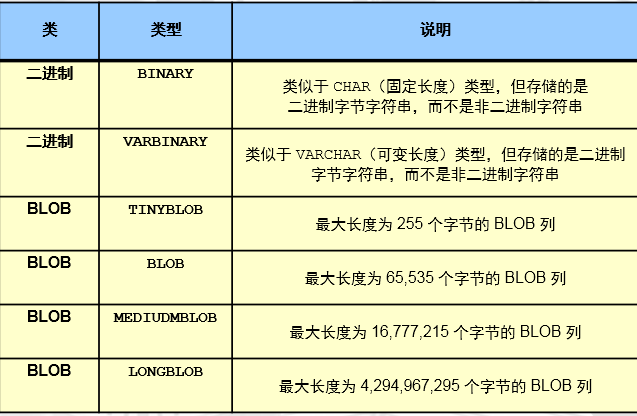 类 类型 说明
二进制 BINARY 类似于 CHAR（固定长度）类型，但存储的是
二进制字节字符串，而不是非二进制字符串
二进制 VARBINARY 类似于 VARCHAR（可变长度）类型，但存储的是二进制
字节字符串，而不是非二进制字符串
BLOB TINYBLOB 最大长度为 255 个字节的 BLOB 列
BLOB BLOB 最大长度为 65,535 个字节的 BLOB 列
BLOB MEDIUDMBLOB 最大长度为 16,777,215 个字节的 BLOB 列
BLOB LONGBLOB 最大长度为 4,294,967,295 个字节的 BLOB 列